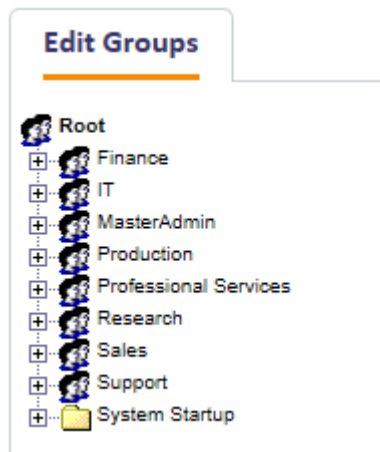 Edit Groups
Root
Finance
IT
MasterAdmin
Production
Professional Services
Research
Sales
Support
System Startup